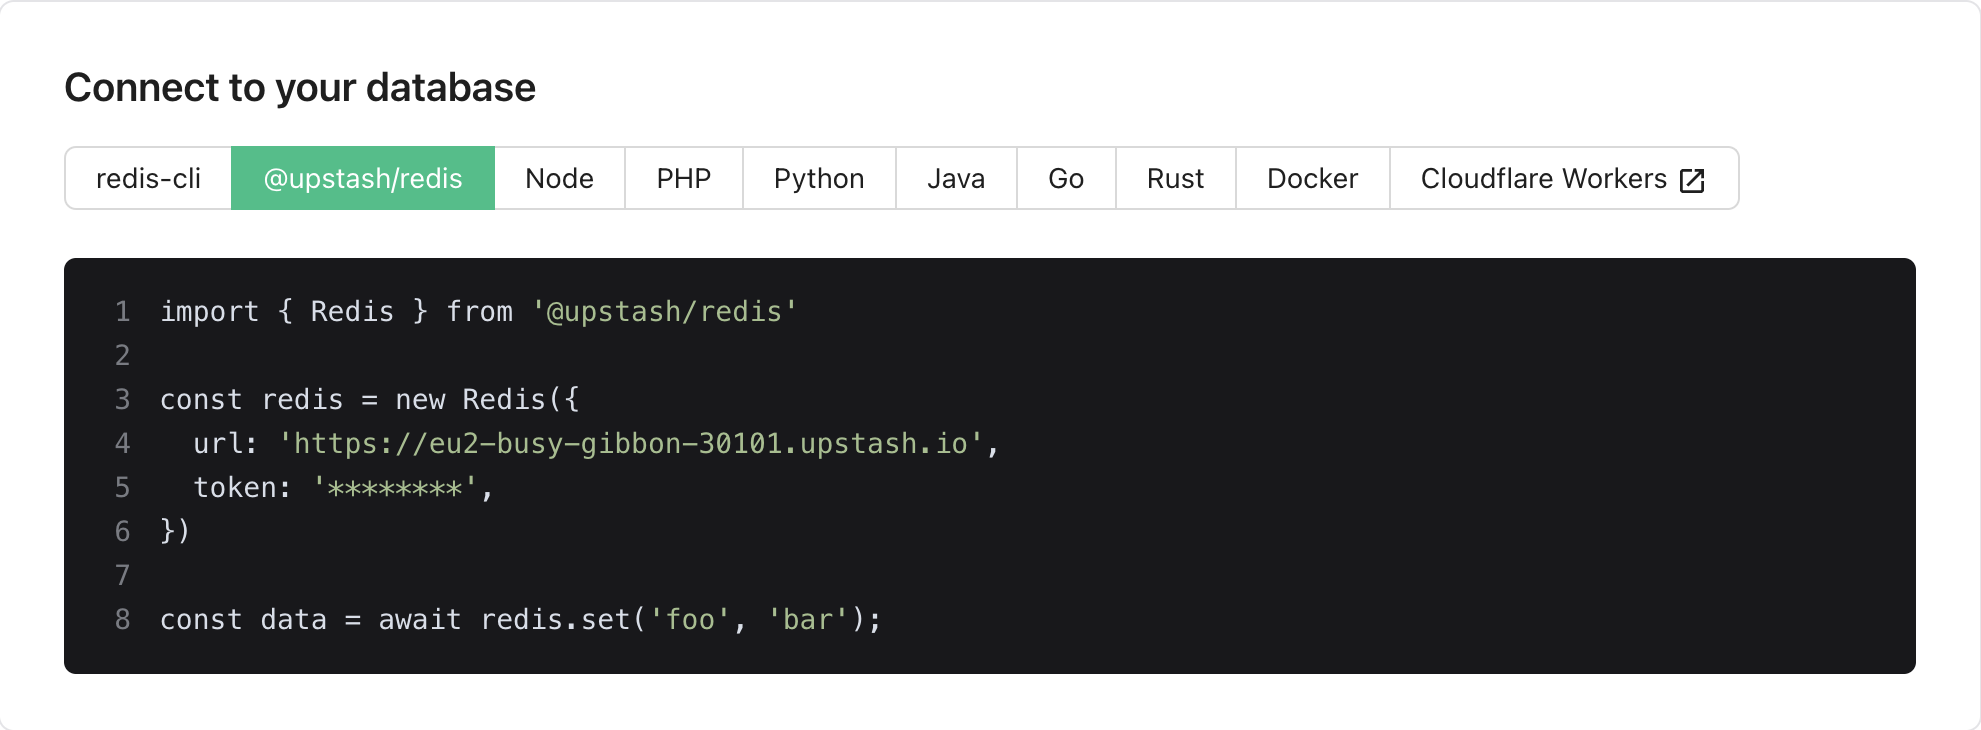 Connect to your database
redis-cli @upstash/redis Node PHP Python Java Go Rust Docker Cloudflare Workers
1 import { Redis } from '@upstash/redis'
2
3 const redis = new Redis({
4   url: 'https://eu2-busy-gibbon-30101.upstash.io',
5   token: '********',
6 })
7
8 const data = await redis.set('foo', 'bar');